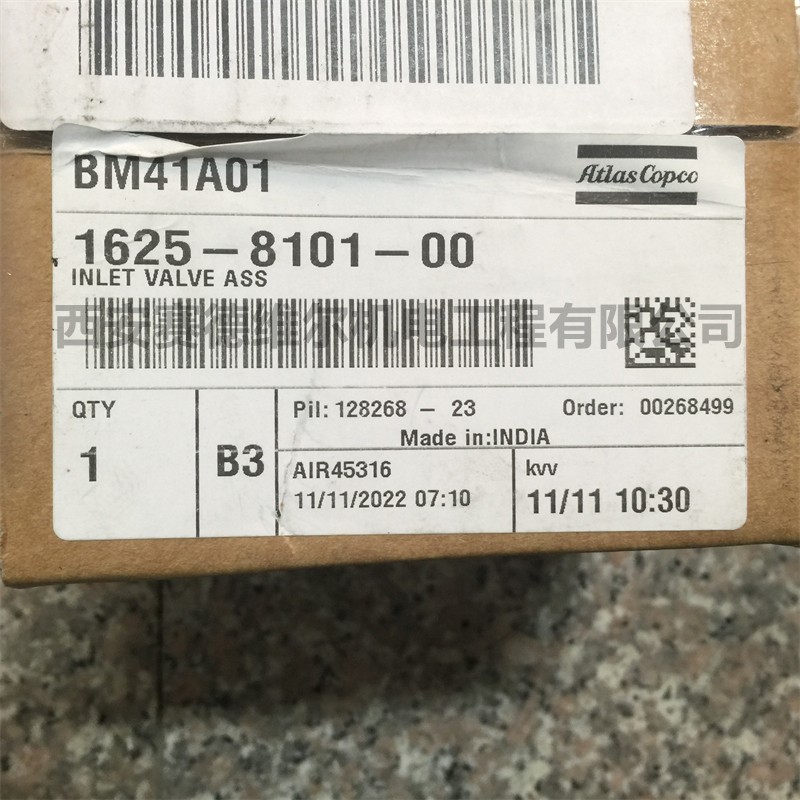 BM41A01
Atlas Copco
1625-8101-00
INLET VALVE ASS
西安赛德维尔机电工程有限公司
QTY
1
B3
Pil: 128268 - 23
Order: 00268499
Made in:INDIA
AIR45316
11/11/2022 07:10
kvv
11/11 10:30